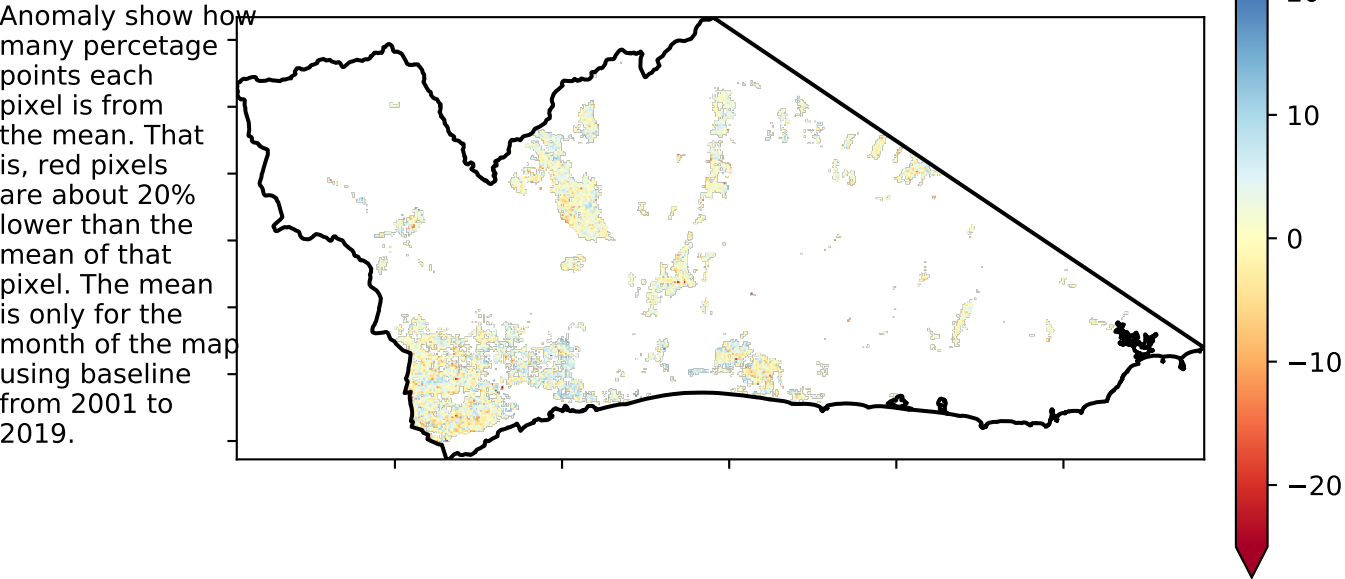 Anomaly show how
many percetage
points each
pixel is from
the mean. That
is, red pixels
are about 20%
lower than the
mean of that
pixel. The mean
is only for the
month of the map
using baseline
from 2001 to
2019.
10
0
−10
−20